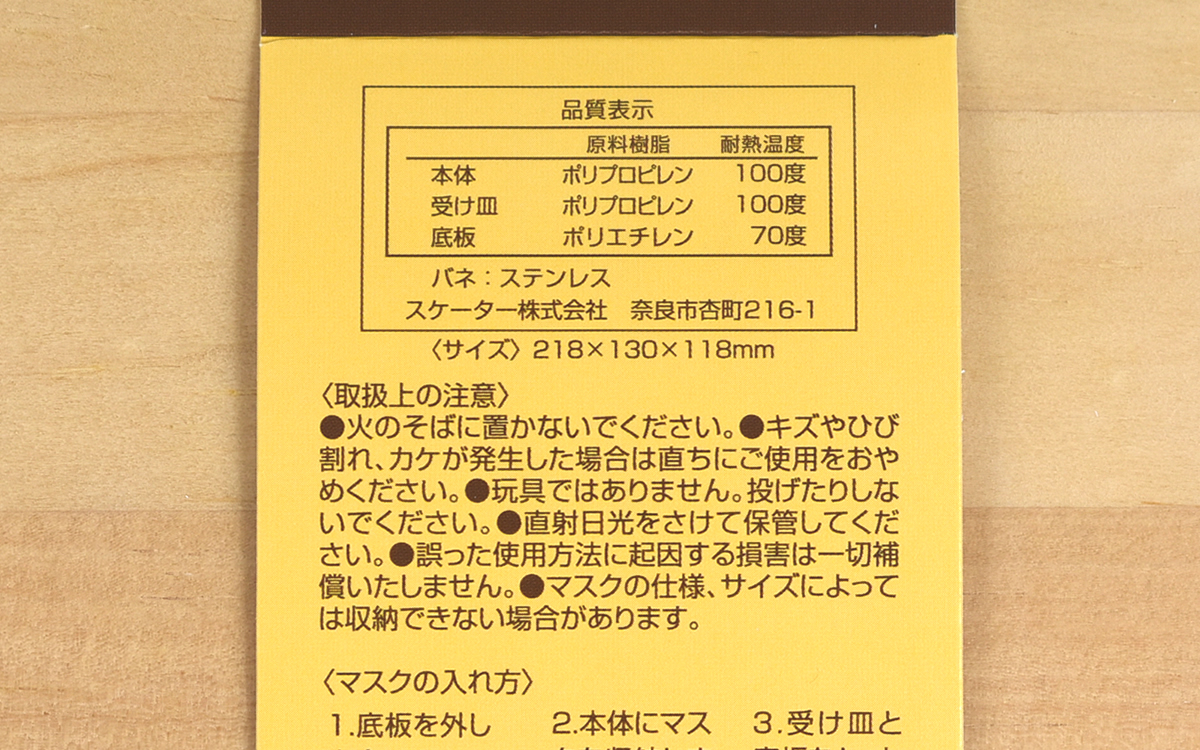 品質表示
原料樹脂 耐熱温度
本体 ポリプロピレン 100度
受け皿 ポリプロピレン 100度
底板 ポリエチレン 70度
バネ：ステンレス
スケーター株式会社 奈良市杏町216-1
〈サイズ〉218×130×118mm
〈取扱上の注意〉
●火のそばに置かないでください。●キズやひび
割れ、カケが発生した場合は直ちにご使用をおや
めください。●玩具ではありません。投げたりしな
いでください。●直射日光をさけて保管してくだ
さい。●誤った使用方法に起因する損害は一切補
償いたしません。●マスクの仕様、サイズによって
は収納できない場合があります。
〈マスクの入れ方〉
1.底板を外し 2.本体にマス 3.受け皿と